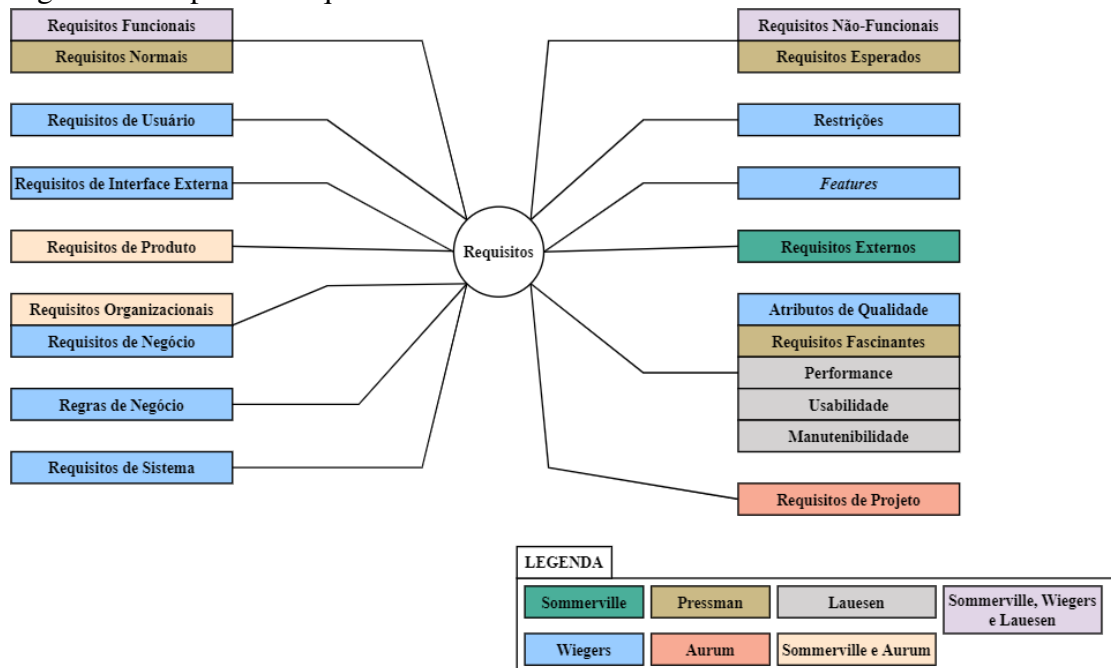 Requisitos Funcionais
Requisitos Normais
Requisitos de Usuário
Requisitos de Interface Externa
Requisitos de Produto
Requisitos Organizacionais
Requisitos de Negócio
Regras de Negócio
Requisitos de Sistema
Requisitos
Requisitos Não-Funcionais
Requisitos Esperados
Restrições
Features
Requisitos Externos
Atributos de Qualidade
Requisitos Fascinantes
Performance
Usabilidade
Manutenibilidade
Requisitos de Projeto
LEGENDA
Sommerville
Pressman
Lauesen
Sommerville, Wiegers
e Lauesen
Wiegers
Aurum
Sommerville e Aurum